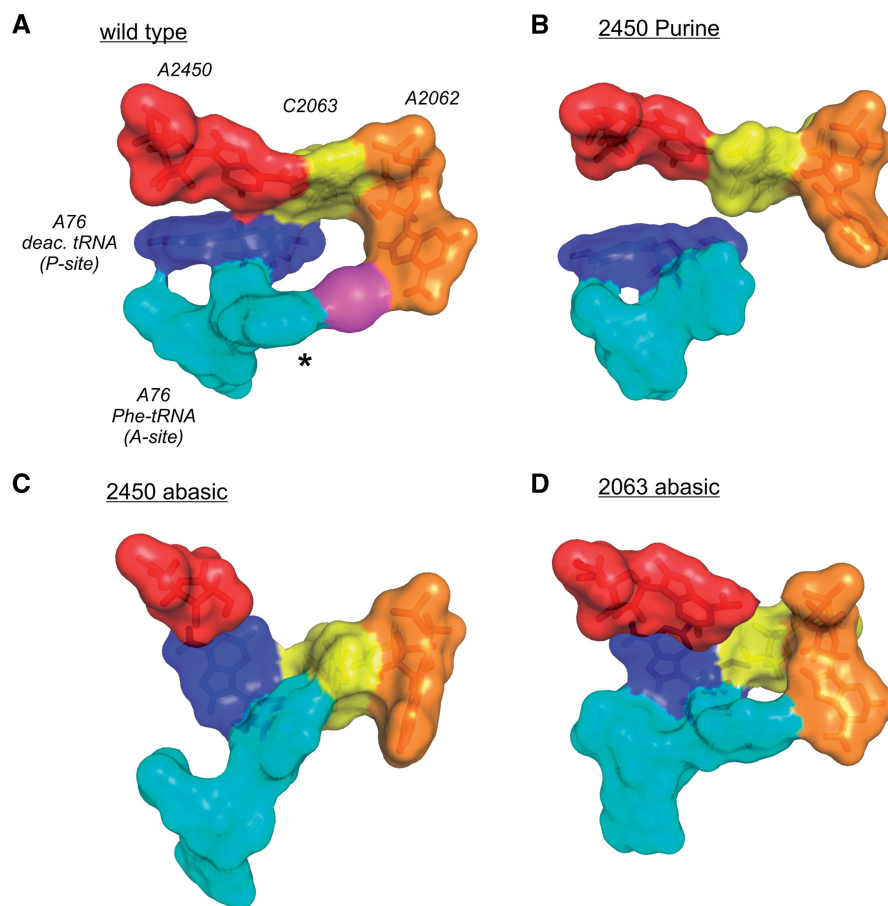 A
wild type
A2450
C2063
A2062
A76
deac. tRNA
(P-site)
*
A76
Phe-tRNA
(A-site)
B
2450 Purine
C
2450 abasic
D
2063 abasic